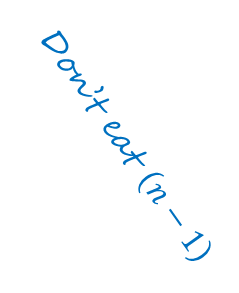 Don't eat (n – 1)